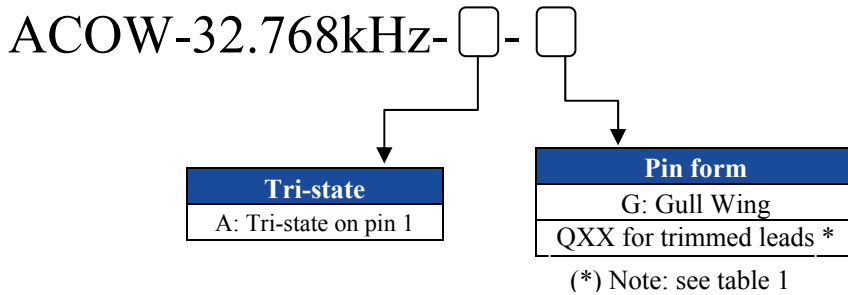 ACOW-32.768kHz- -
Tri-state
A: Tri-state on pin 1
Pin form
G: Gull Wing
QXX for trimmed leads *
(*) Note: see table 1